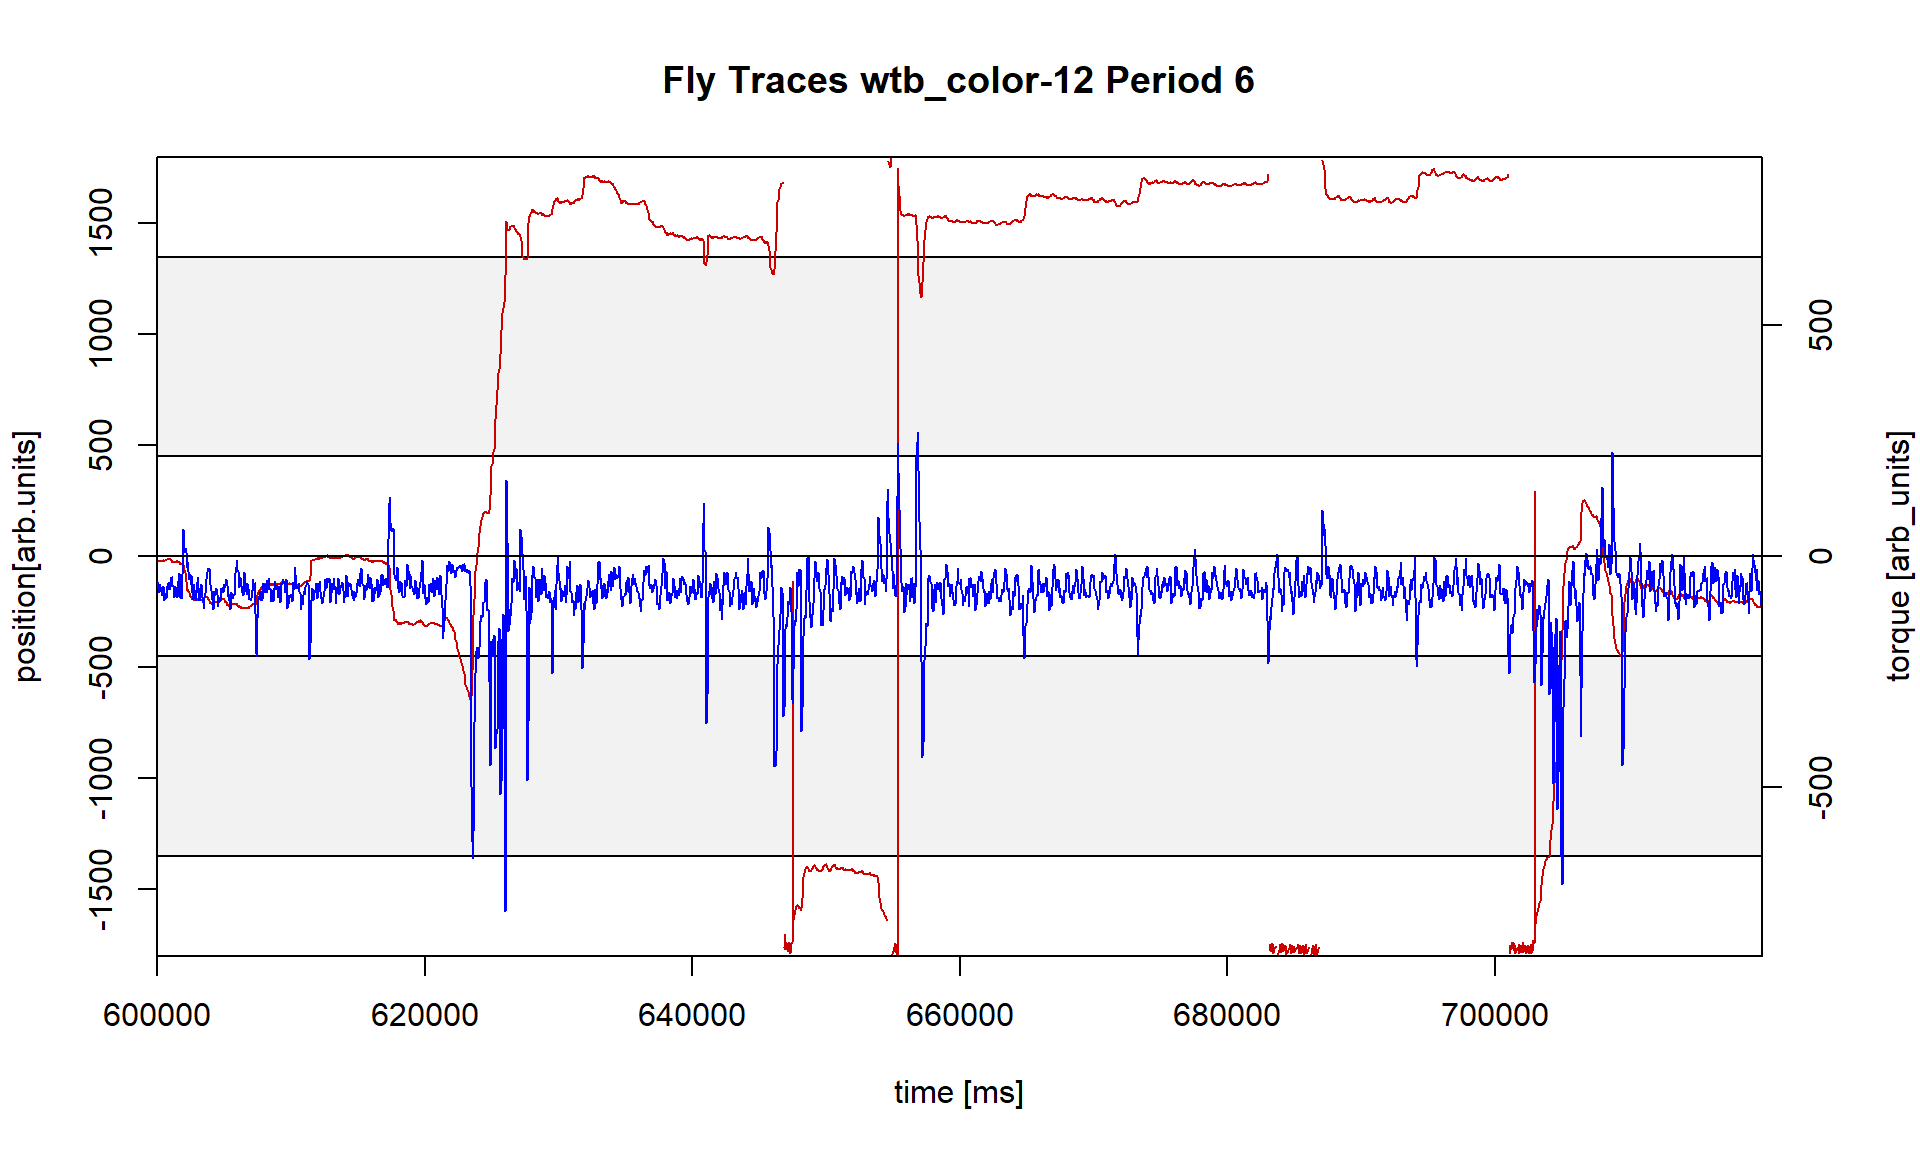 Fly Traces wtb_color-12 Period 6
position[arb.units]
1500
1000
500
0
-500
-1000
-1500
500
0
-500
torque [arb_units]
600000 620000 640000 660000 680000 700000
time [ms]